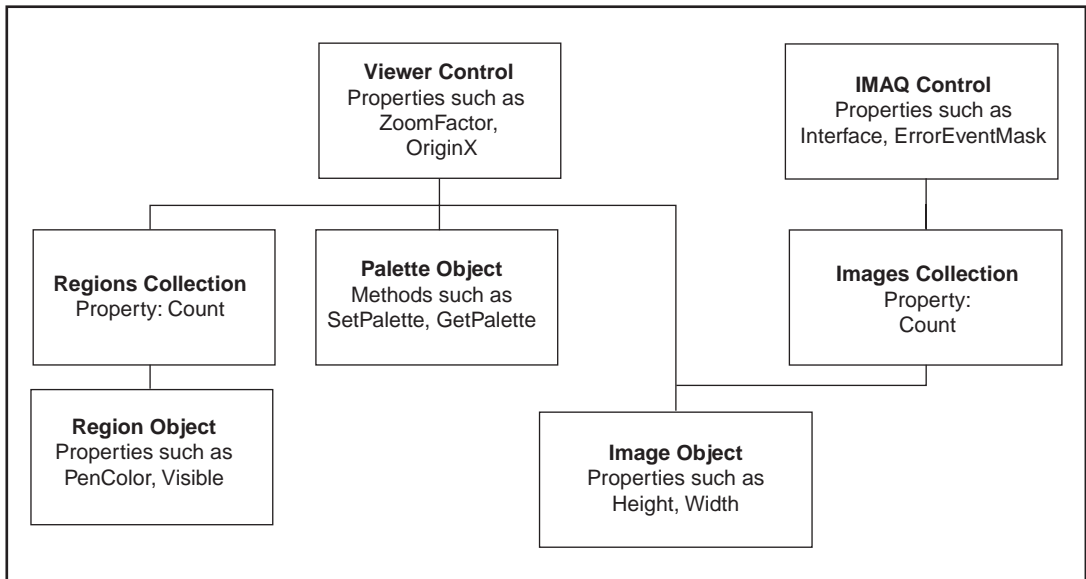 Viewer Control
Properties such as
ZoomFactor,
OriginX
IMAQ Control
Properties such as
Interface, ErrorEventMask
Regions Collection
Property: Count
Palette Object
Methods such as
SetPalette, GetPalette
Images Collection
Property:
Count
Region Object
Properties such as
PenColor, Visible
Image Object
Properties such as
Height, Width